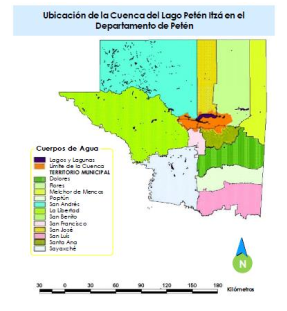 Ubicación de la Cuenca del Lago Petén Itzá en el
Departamento de Petén
Cuerpos de Agua
Lagos y Lagunas
Límite de la Cuenca
TERRITORIO MUNICIPAL
Dolores
Flores
Melchor de Mencos
Poptún
San Andrés
La Libertad
San Benito
San Francisco
San José
San Luis
Santa Ana
Sayaxché
N
30 0 30 60 90 120 150 180 Kilómetros